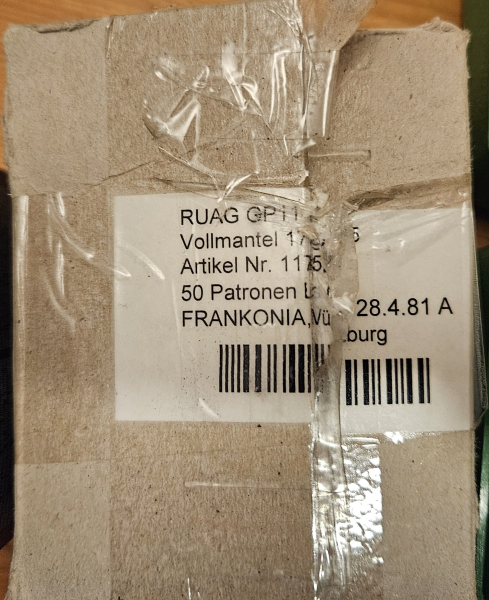 RUAG GP11
Vollmantel
Artikel Nr.
50 Patronen 28.4.81 A
FRANKONIA,